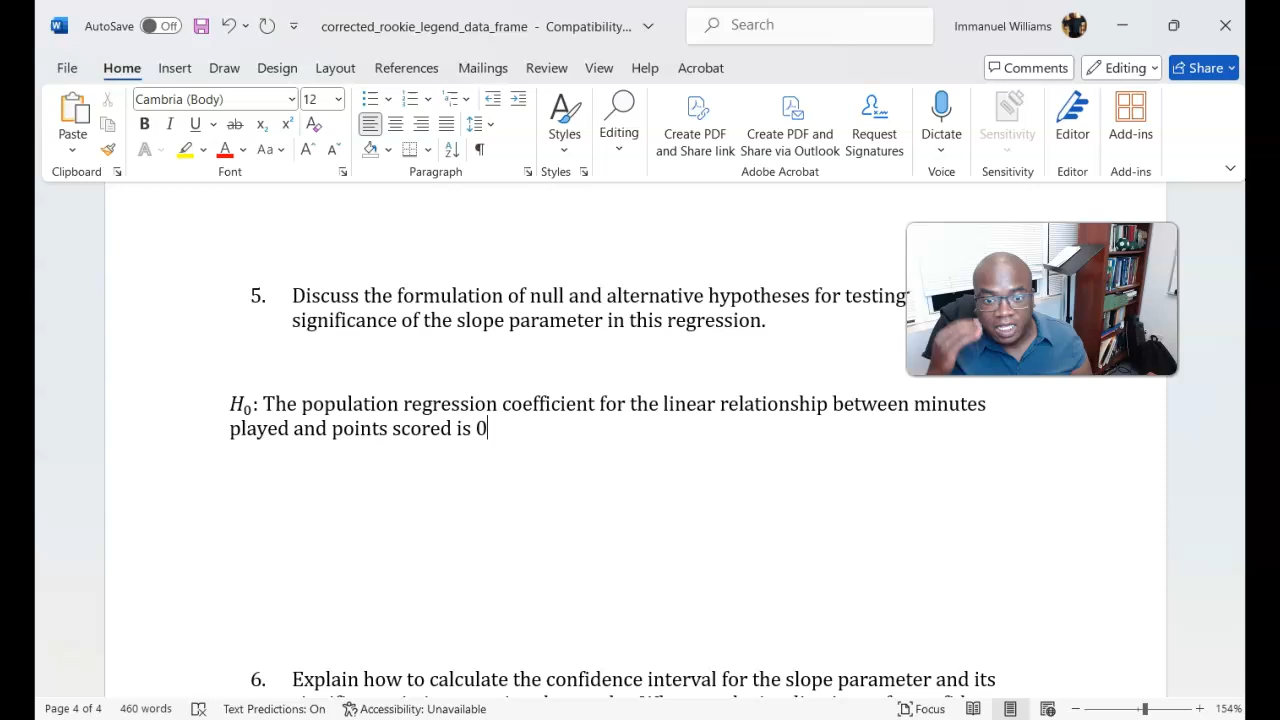 AutoSave Off corrected_rookie_legend_data_frame - Compatibility... Search Immanuel Williams
File Home Insert Draw Design Layout References Mailings Review View Help Acrobat Comments Editing Share
Cambria (Body) 12
Paste Styles Editing Create PDF and Share link Create PDF and Share via Outlook Request Signatures Dictate Sensitivity Editor Add-ins
Clipboard Font Paragraph Styles Adobe Acrobat Voice Sensitivity Editor Add-ins
5. Discuss the formulation of null and alternative hypotheses for testing
significance of the slope parameter in this regression.
H₀: The population regression coefficient for the linear relationship between minutes
played and points scored is 0
6. Explain how to calculate the confidence interval for the slope parameter and its
Page 4 of 4 460 words Text Predictions: On Accessibility: Unavailable Focus 154%